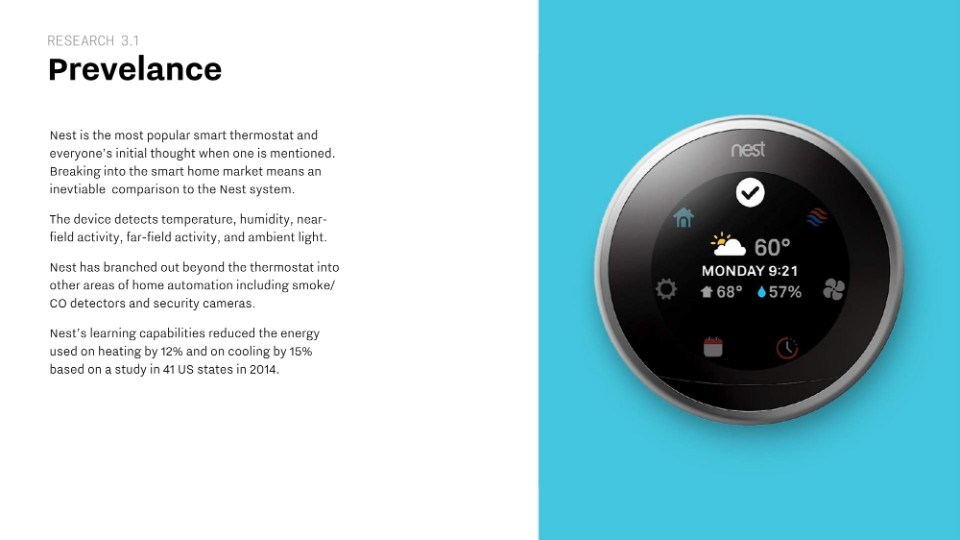 RESEARCH 3.1
Prevelance
Nest is the most popular smart thermostat and
everyone's initial thought when one is mentioned.
Breaking into the smart home market means an
inevtiable comparison to the Nest system.
The device detects temperature, humidity, near-
field activity, far-field activity, and ambient light.
Nest has branched out beyond the thermostat into
other areas of home automation including smoke/
CO detectors and security cameras.
Nest's learning capabilities reduced the energy
used on heating by 12% and on cooling by 15%
based on a study in 41 US states in 2014.
nest
60°
MONDAY 9:21
68° 57%